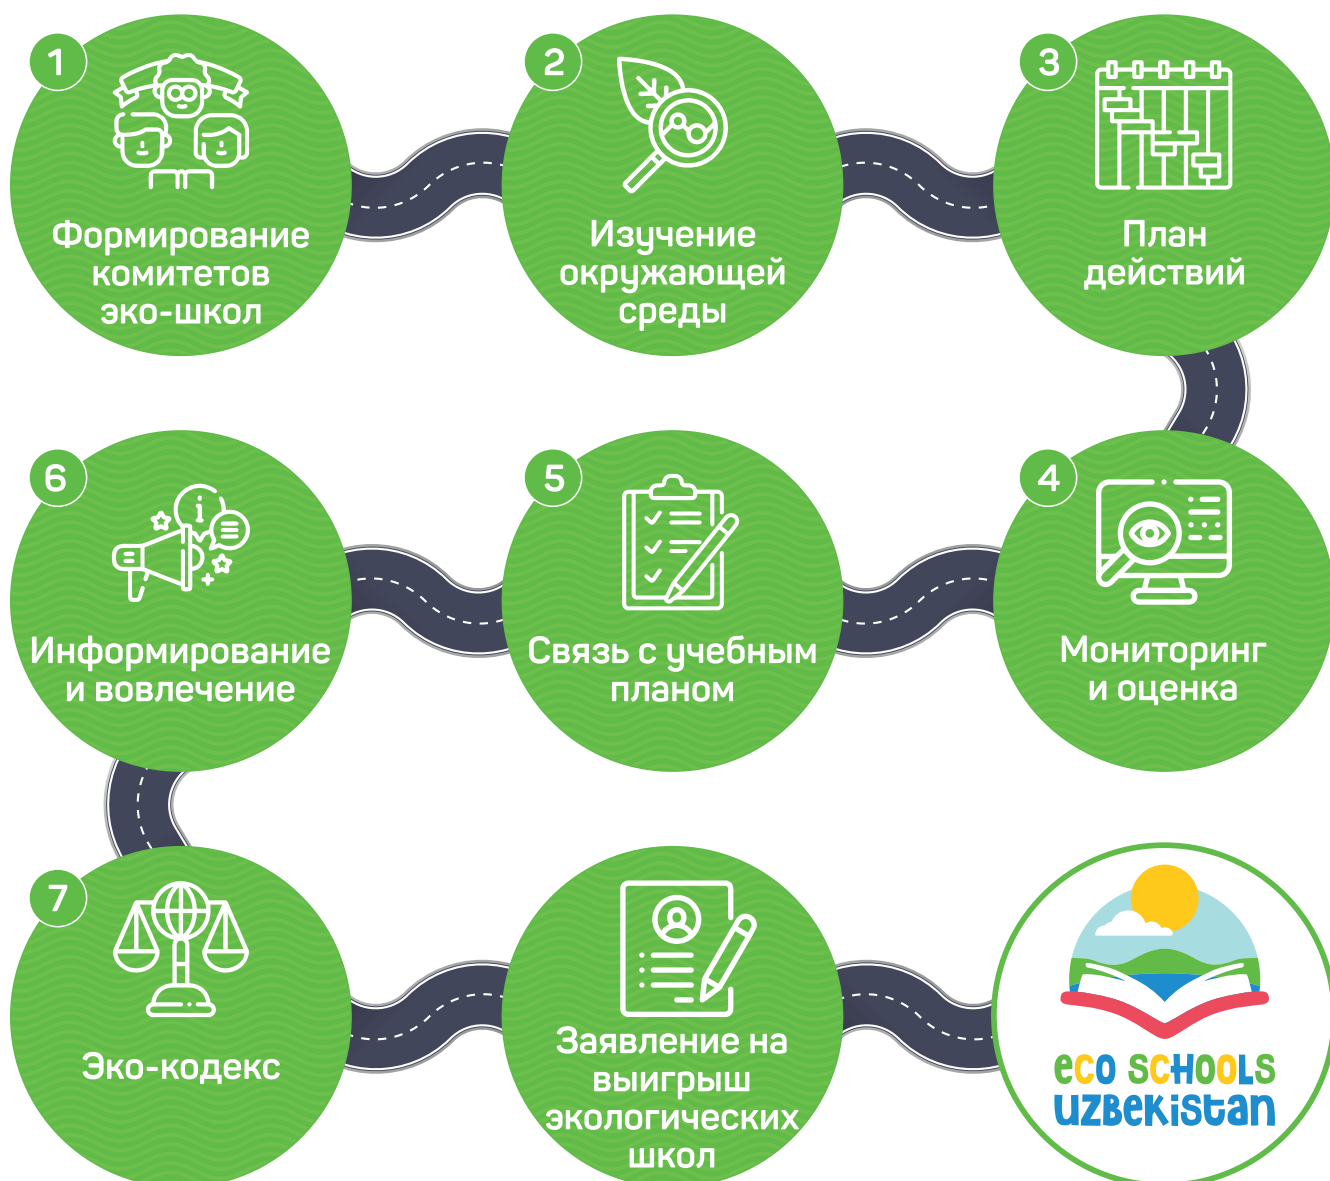 1
Формирование
комитетов
эко-школ
2
Изучение
окружающей
среды
3
План
действий
4
Мониторинг
и оценка
5
Связь с учебным
планом
6
Информирование
и вовлечение
7
Эко-кодекс
Заявление на
выигрыш
экологических
школ
eco schools
uzbekistan